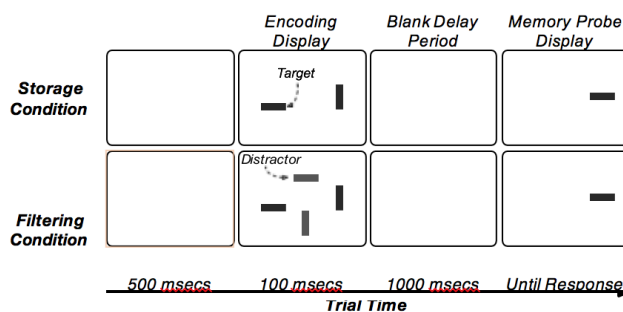 Encoding Display
Blank Delay Period
Memory Probe Display
Storage Condition
Target
Distractor
Filtering Condition
500 msecs
100 msecs
1000 msecs
Until Response
Trial Time